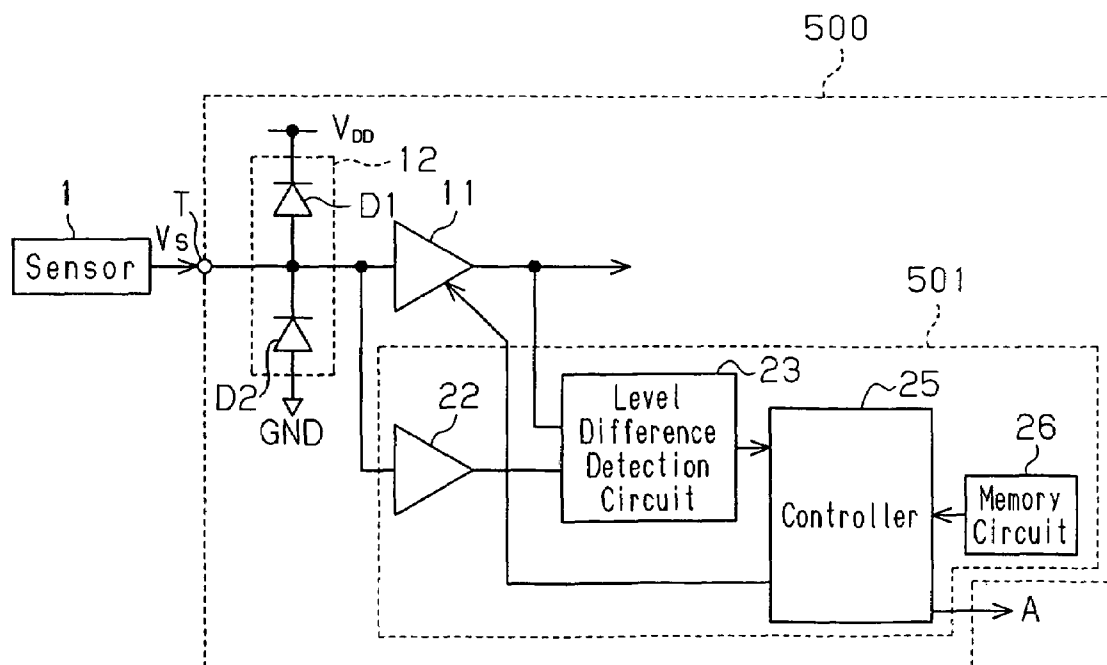 500
VDD
12
1
T
D1
11
Vs
Sensor
501
D2
GND
22
23
Level
Difference
Detection
Circuit
25
Controller
26
Memory
Circuit
A